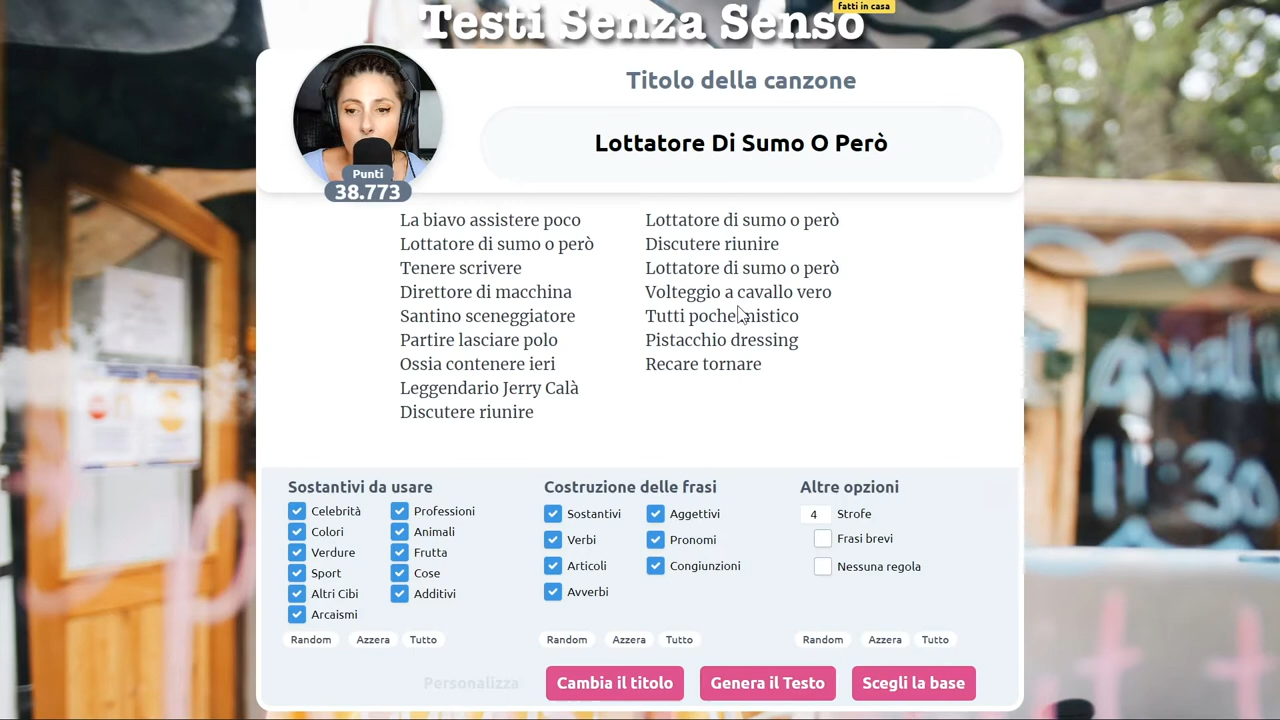 fatti in casa
Testi Senza Senso
Titolo della canzone
Lottatore Di Sumo O Però
Punti
38.773
La biavo assistere poco
Lottatore di sumo o però
Tenere scrivere
Direttore di macchina
Santino sceneggiatore
Partire lasciare polo
Ossia contenere ieri
Leggendario Jerry Calà
Discutere riunire
Lottatore di sumo o però
Discutere riunire
Lottatore di sumo o però
Volteggio a cavallo vero
Tutti poche mistico
Pistacchio dressing
Recare tornare
Sostantivi da usare
Celebrità
Professioni
Colori
Animali
Verdure
Frutta
Sport
Cose
Altri Cibi
Additivi
Arcaismi
Random
Azzera
Tutto
Costruzione delle frasi
Sostantivi
Aggettivi
Verbi
Pronomi
Articoli
Congiunzioni
Avverbi
Random
Azzera
Tutto
Altre opzioni
4 Strofe
Frasi brevi
Nessuna regola
Random
Azzera
Tutto
Personalizza
Cambia il titolo
Genera il Testo
Scegli la base
11:30